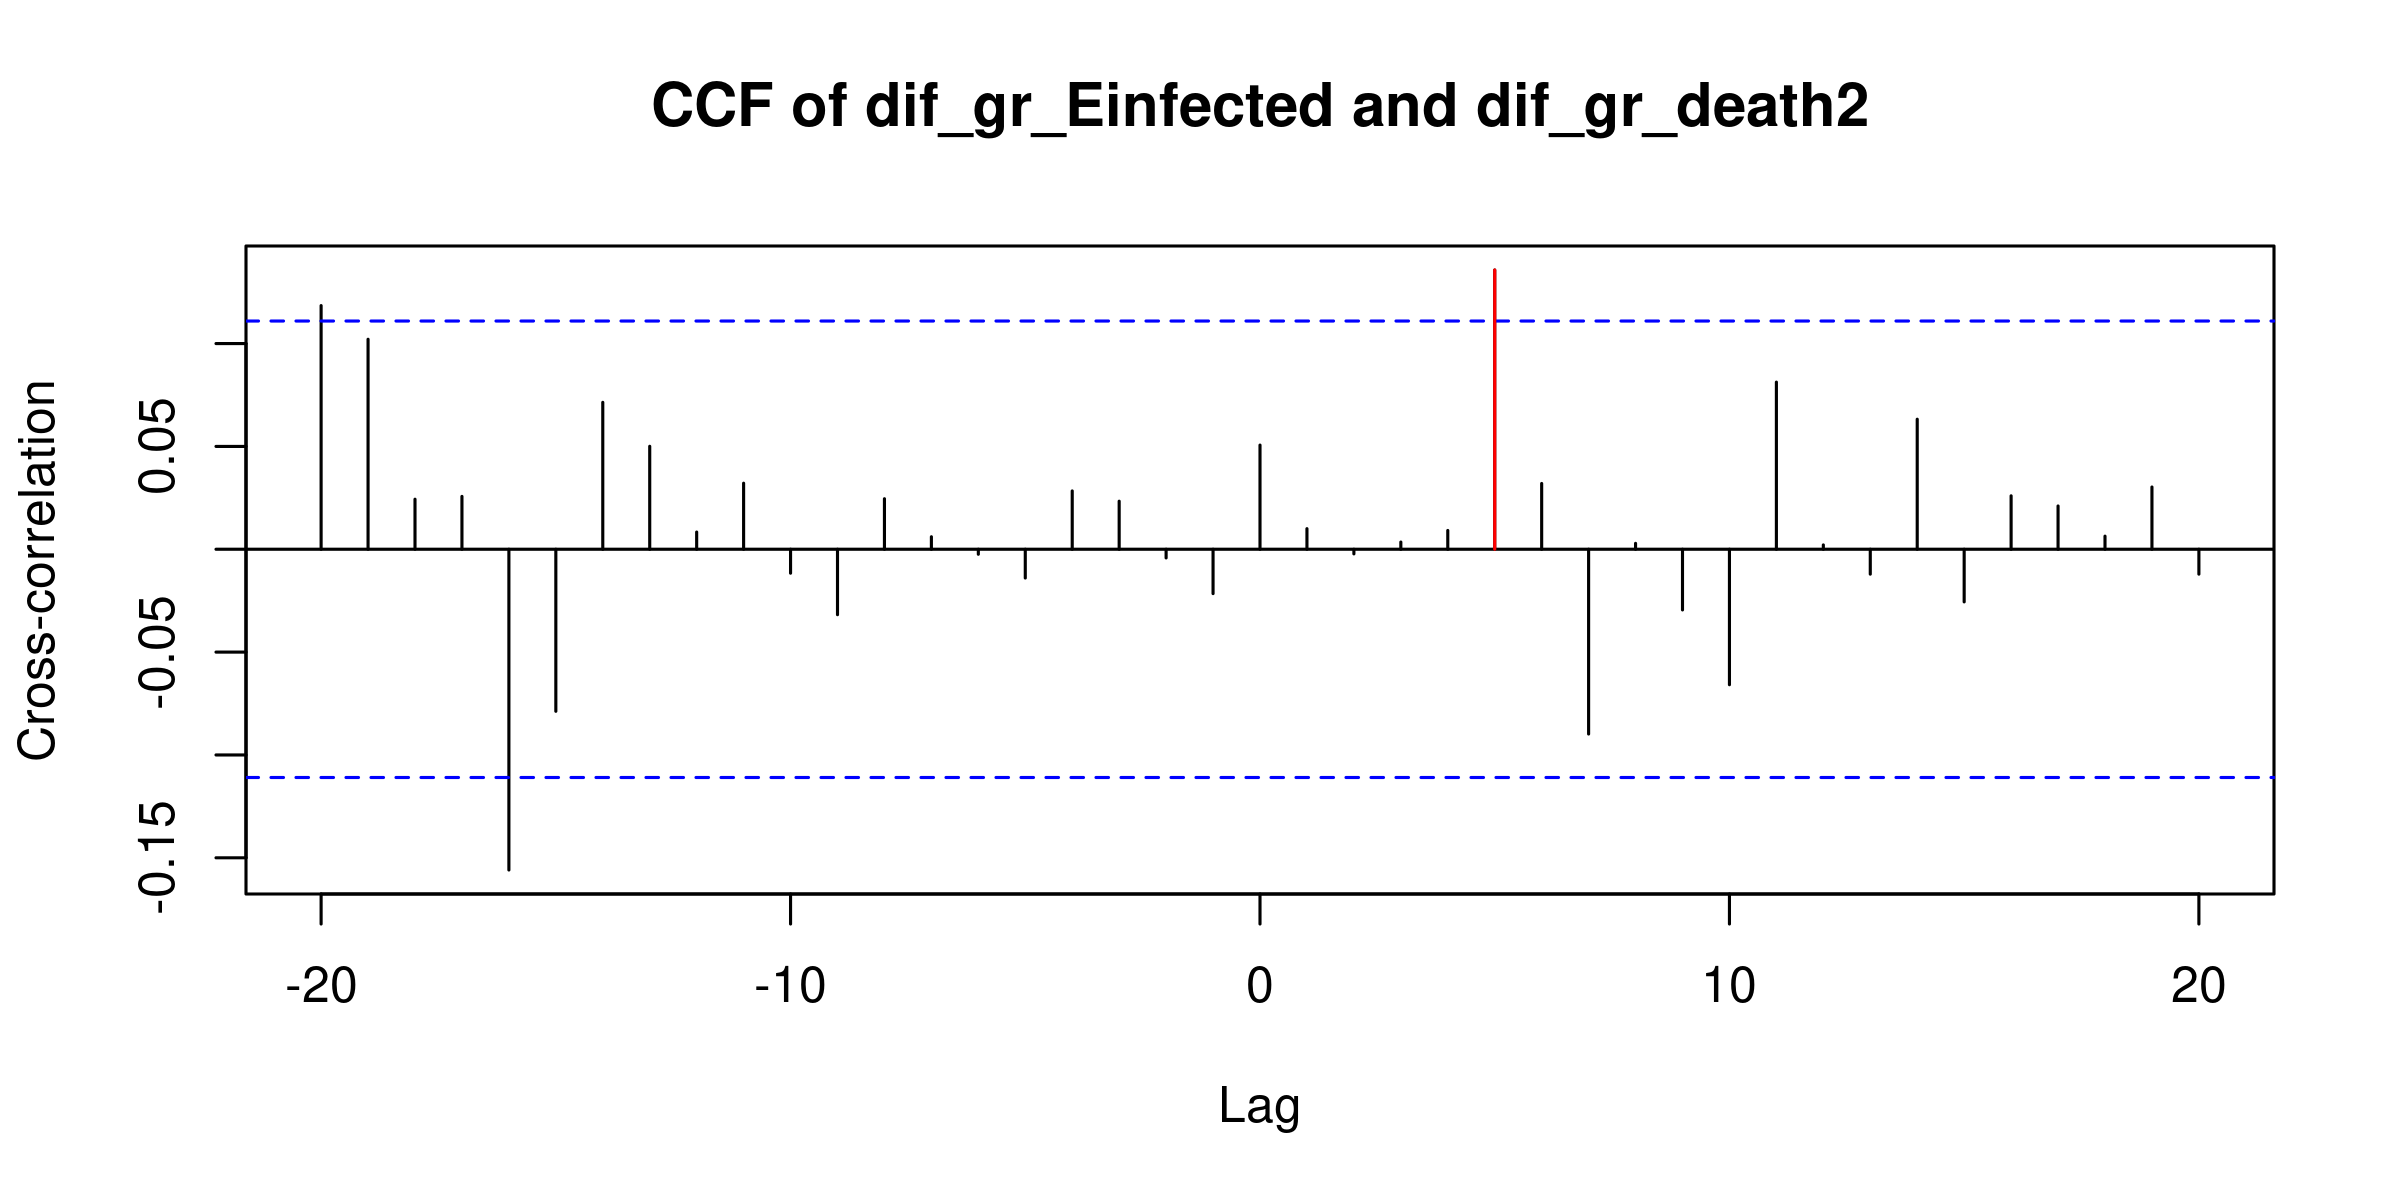 CCF of dif_gr_Einfected and dif_gr_death2
Cross-correlation
0.05
-0.05
-0.15
-20
-10
0
10
20
Lag